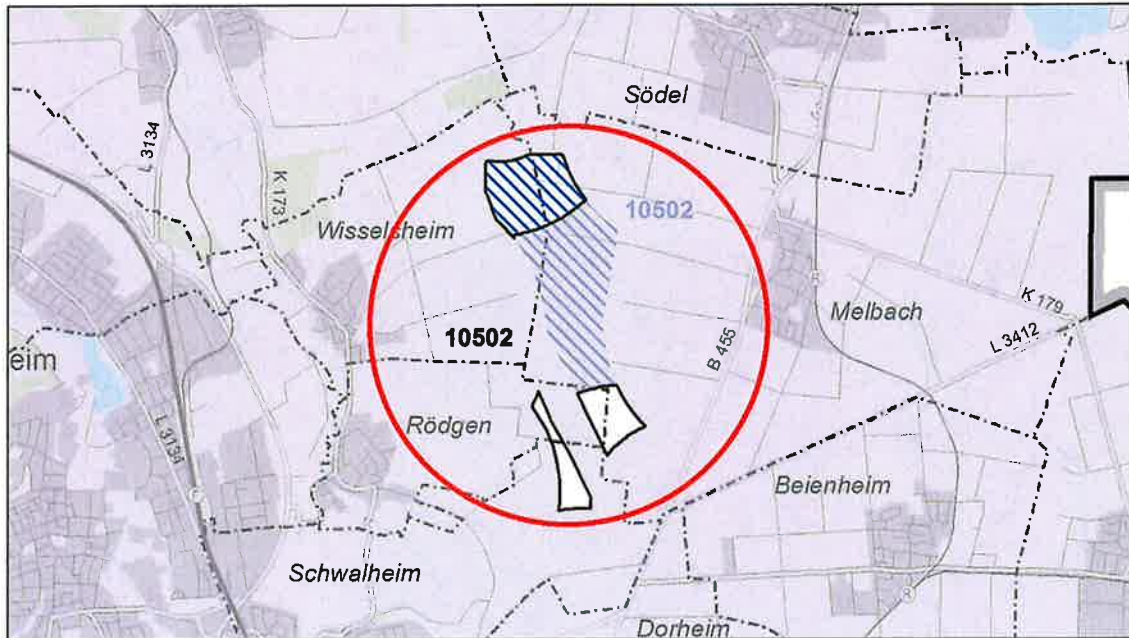 Södel
L 3134
K 173
10502
Wisselsheim
Melbach
K 179
10502
L 3412
B 455
eim
L 3134
Rödgen
Beienheim
Schwalheim
Dorheim